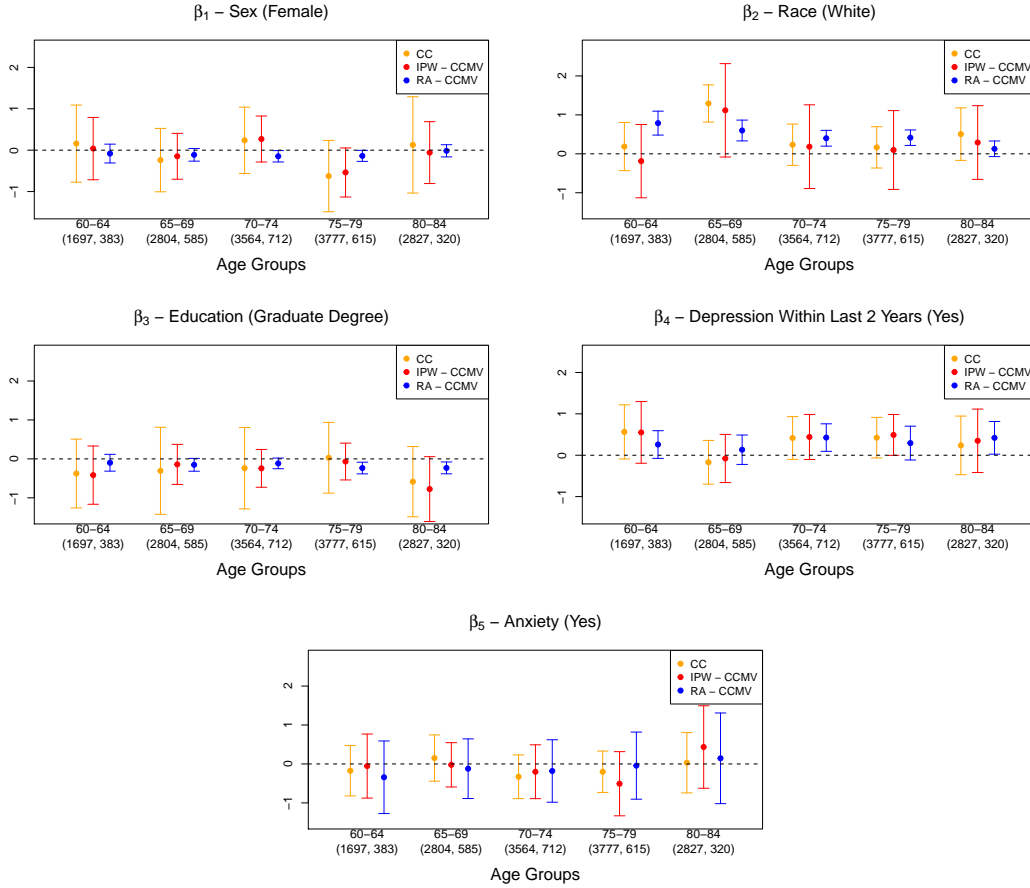 β1 − Sex (Female)
2
1
0
−1
CC
IPW − CCMV
RA − CCMV
60−64 65−69 70−74 75−79 80−84
(1697, 383) (2804, 585) (3564, 712) (3777, 615) (2827, 320)
Age Groups
β2 − Race (White)
2
1
0
−1
CC
IPW − CCMV
RA − CCMV
60−64 65−69 70−74 75−79 80−84
(1697, 383) (2804, 585) (3564, 712) (3777, 615) (2827, 320)
Age Groups
β3 − Education (Graduate Degree)
2
1
0
−1
CC
IPW − CCMV
RA − CCMV
60−64 65−69 70−74 75−79 80−84
(1697, 383) (2804, 585) (3564, 712) (3777, 615) (2827, 320)
Age Groups
β4 − Depression Within Last 2 Years (Yes)
2
1
0
−1
CC
IPW − CCMV
RA − CCMV
60−64 65−69 70−74 75−79 80−84
(1697, 383) (2804, 585) (3564, 712) (3777, 615) (2827, 320)
Age Groups
β5 − Anxiety (Yes)
2
1
0
−1
CC
IPW − CCMV
RA − CCMV
60−64 65−69 70−74 75−79 80−84
(1697, 383) (2804, 585) (3564, 712) (3777, 615) (2827, 320)
Age Groups